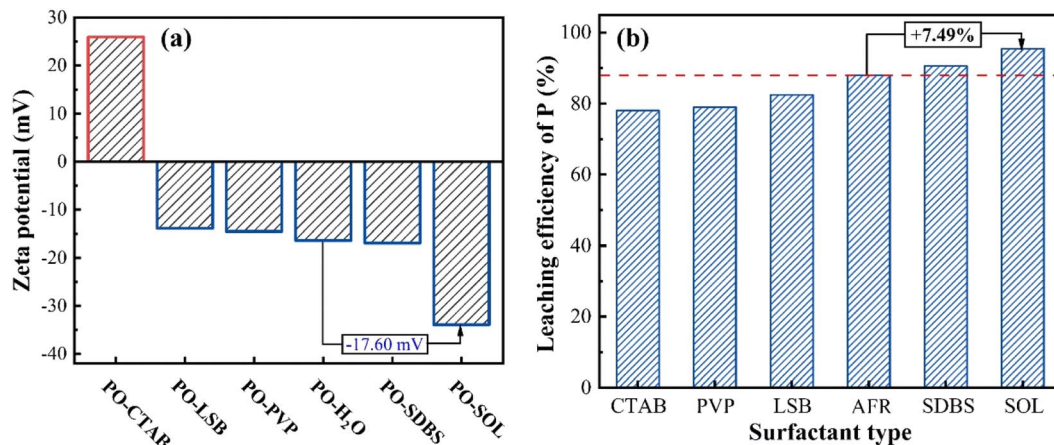 (a)
Zeta potential (mV)
30
20
10
0
-10
-20
-30
-40
-17.60 mV
PO-CTAB
PO-LSB
PO-PVP
PO-H₂O
PO-SDBS
PO-SOL
(b)
Leaching efficiency of P (%)
100
80
60
40
20
0
+7.49%
CTAB PVP LSB AFR SDBS SOL
Surfactant type